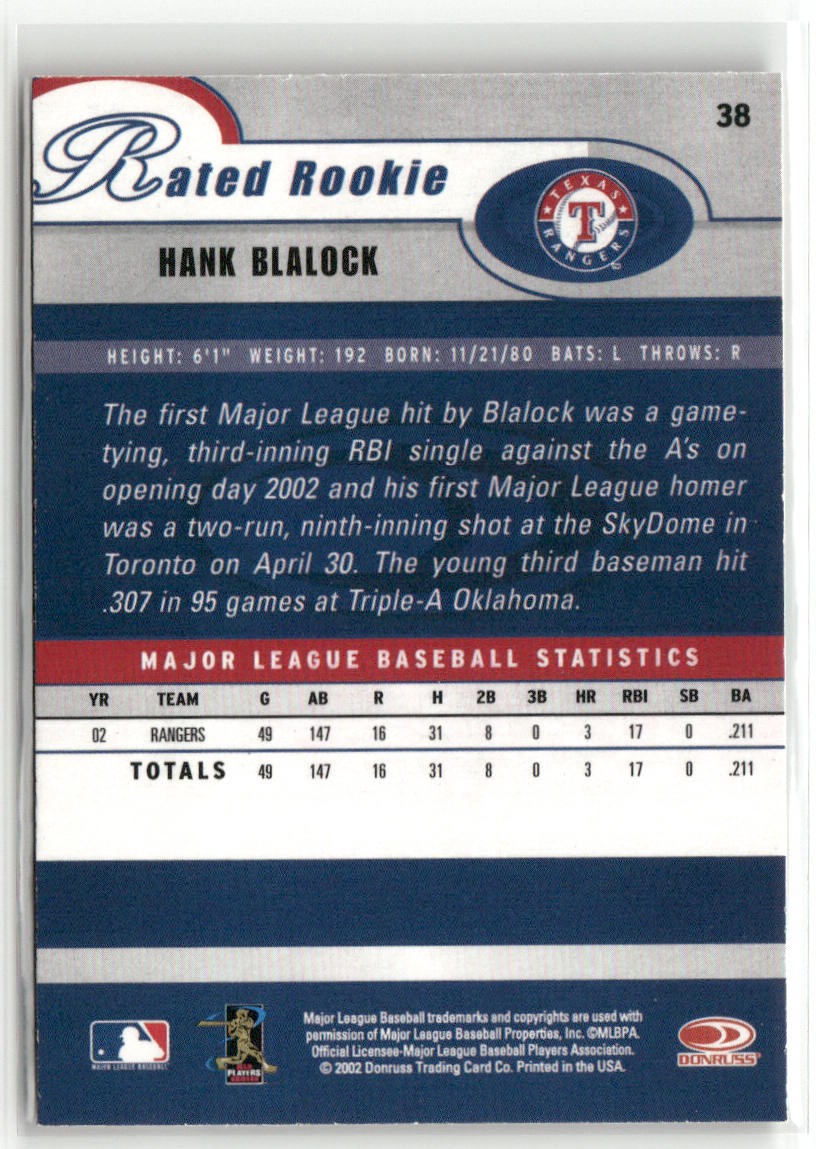 38
Rated Rookie
TEXAS
T
RANGERS
HANK BLALOCK
HEIGHT: 6'1" WEIGHT: 192 BORN: 11/21/80 BATS: L THROWS: R
The first Major League hit by Blalock was a game-
tying, third-inning RBI single against the A's on
opening day 2002 and his first Major League homer
was a two-run, ninth-inning shot at the SkyDome in
Toronto on April 30. The young third baseman hit
.307 in 95 games at Triple-A Oklahoma.
MAJOR LEAGUE BASEBALL STATISTICS
YR TEAM G AB R H 2B 3B HR RBI SB BA
02 RANGERS 49 147 16 31 8 0 3 17 0 .211
TOTALS 49 147 16 31 8 0 3 17 0 .211
Major League Baseball trademarks and copyrights are used with
permission of Major League Baseball Properties, Inc. ©MLBPA.
Official Licensee-Major League Baseball Players Association.
© 2002 Donruss Trading Card Co. Printed in the USA.
MAJOR LEAGUE BASEBALL
PLAYERS
CHOICE
DONRUSS